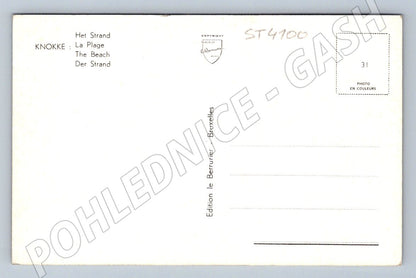 Het Strand
KNOKKE : La Plage
The Beach
Der Strand
ST4100
31
PHOTO
EN COULEURS
Edition le Berrurier - Bruxelles
POHLEDNICE - GASH